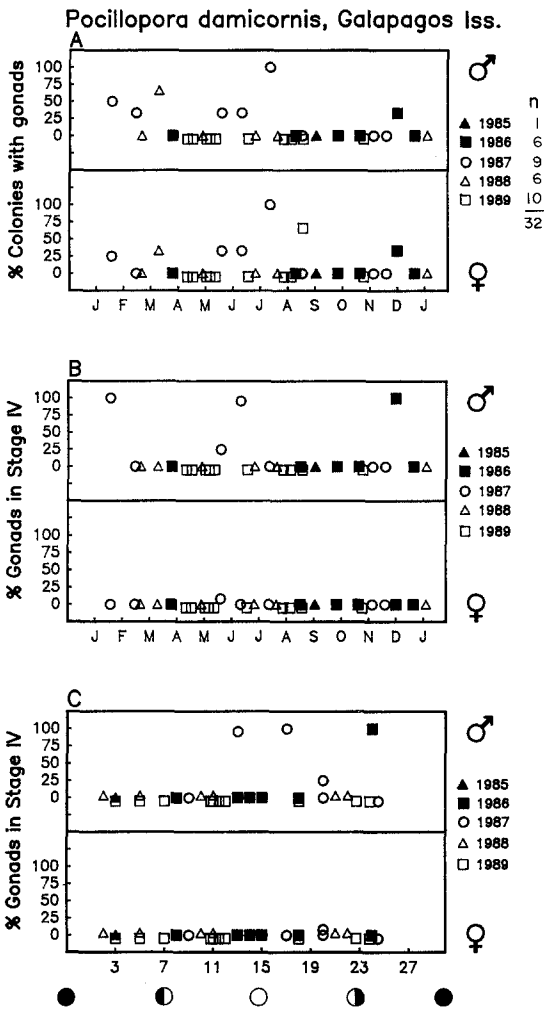 Pocillopora damicornis, Galapagos Iss.
A
% Colonies with gonads
100
75
50
25
0
♂
n
▲ 1985 1
■ 1986 6
○ 1987 9
△ 1988 6
□ 1989 10
32
100
75
50
25
0
♀
J F M A M J J A S O N D J
B
% Gonads in Stage IV
100
75
50
25
0
♂
▲ 1985
■ 1986
○ 1987
△ 1988
□ 1989
100
75
50
25
0
♀
J F M A M J J A S O N D J
C
% Gonads in Stage IV
100
75
50
25
0
♂
▲ 1985
■ 1986
○ 1987
△ 1988
□ 1989
100
75
50
25
0
♀
3 7 11 15 19 23 27